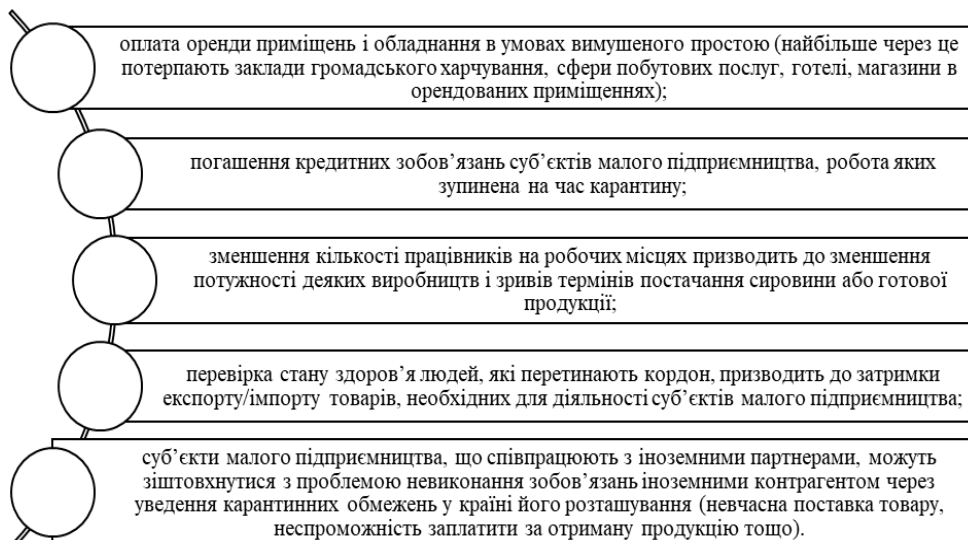 оплата оренди приміщень і обладнання в умовах вимушеного простою (найбільше через це
потерпають заклади громадського харчування, сфери побутових послуг, готелі, магазини в
орендованих приміщеннях);
погашення кредитних зобов’язань суб’єктів малого підприємництва, робота яких
зупинена на час карантину;
зменшення кількості працівників на робочих місцях призводить до зменшення
потужності деяких виробництв і зривів термінів постачання сировини або готової
продукції;
перевірка стану здоров’я людей, які перетинають кордон, призводить до затримки
експорту/імпорту товарів, необхідних для діяльності суб’єктів малого підприємництва;
суб’єкти малого підприємництва, що співпрацюють з іноземними партнерами, можуть
зіштовхнутися з проблемою невиконання зобов’язань іноземними контрагентом через
уведення карантинних обмежень у країні його розташування (невчасна поставка товару,
неспроможність заплатити за отриману продукцію тощо).